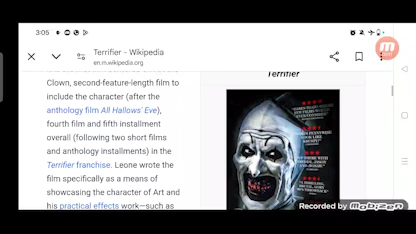 3:05
Terrifier - Wikipedia
en.m.wikipedia.org
Clown, second-feature-length film to
include the character (after the
anthology film All Hallows' Eve),
fourth film and fifth installment
overall (following two short films
and anthology installments) in the
Terrifier franchise. Leone wrote the
film specifically as a means of
showcasing the character of Art and
his practical effects work—such as
Terrifier
Recorded by mobizen